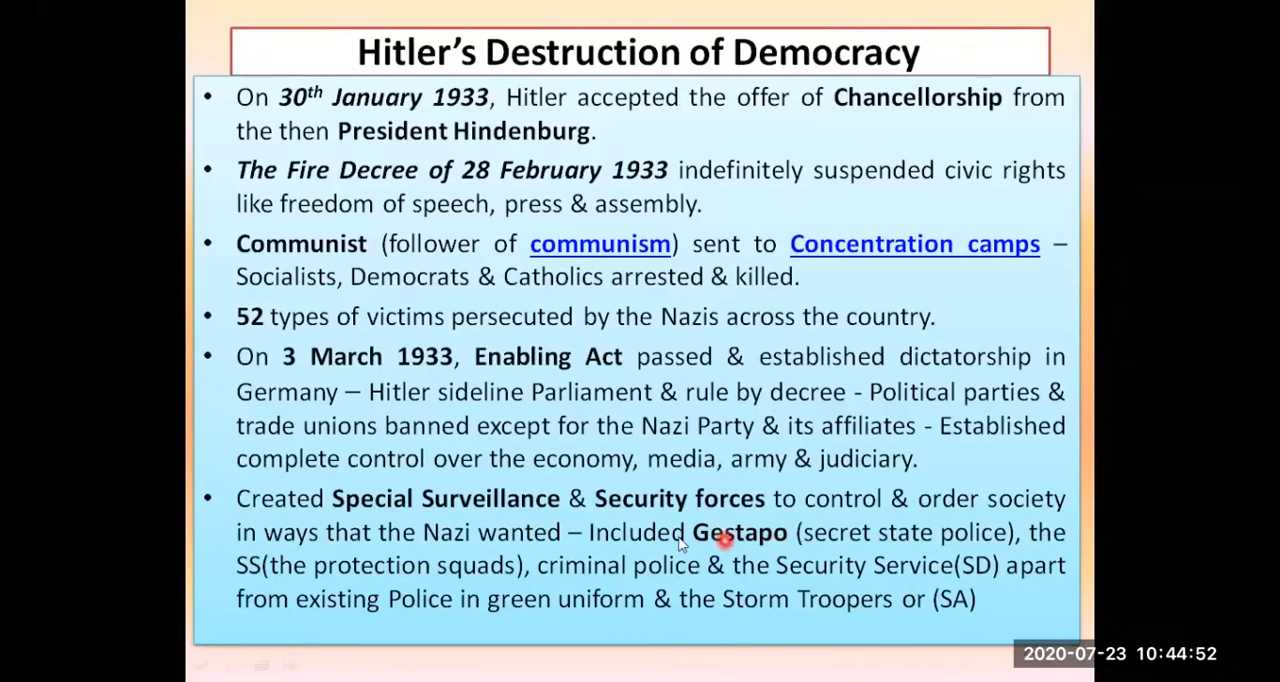 Hitler's Destruction of Democracy
• On 30th January 1933, Hitler accepted the offer of Chancellorship from
the then President Hindenburg.
• The Fire Decree of 28 February 1933 indefinitely suspended civic rights
like freedom of speech, press & assembly.
• Communist (follower of communism) sent to Concentration camps –
Socialists, Democrats & Catholics arrested & killed.
• 52 types of victims persecuted by the Nazis across the country.
• On 3 March 1933, Enabling Act passed & established dictatorship in
Germany – Hitler sideline Parliament & rule by decree - Political parties &
trade unions banned except for the Nazi Party & its affiliates - Established
complete control over the economy, media, army & judiciary.
• Created Special Surveillance & Security forces to control & order society
in ways that the Nazi wanted – Included Gestapo (secret state police), the
SS(the protection squads), criminal police & the Security Service(SD) apart
from existing Police in green uniform & the Storm Troopers or (SA)
2020-07-23 10:44:52